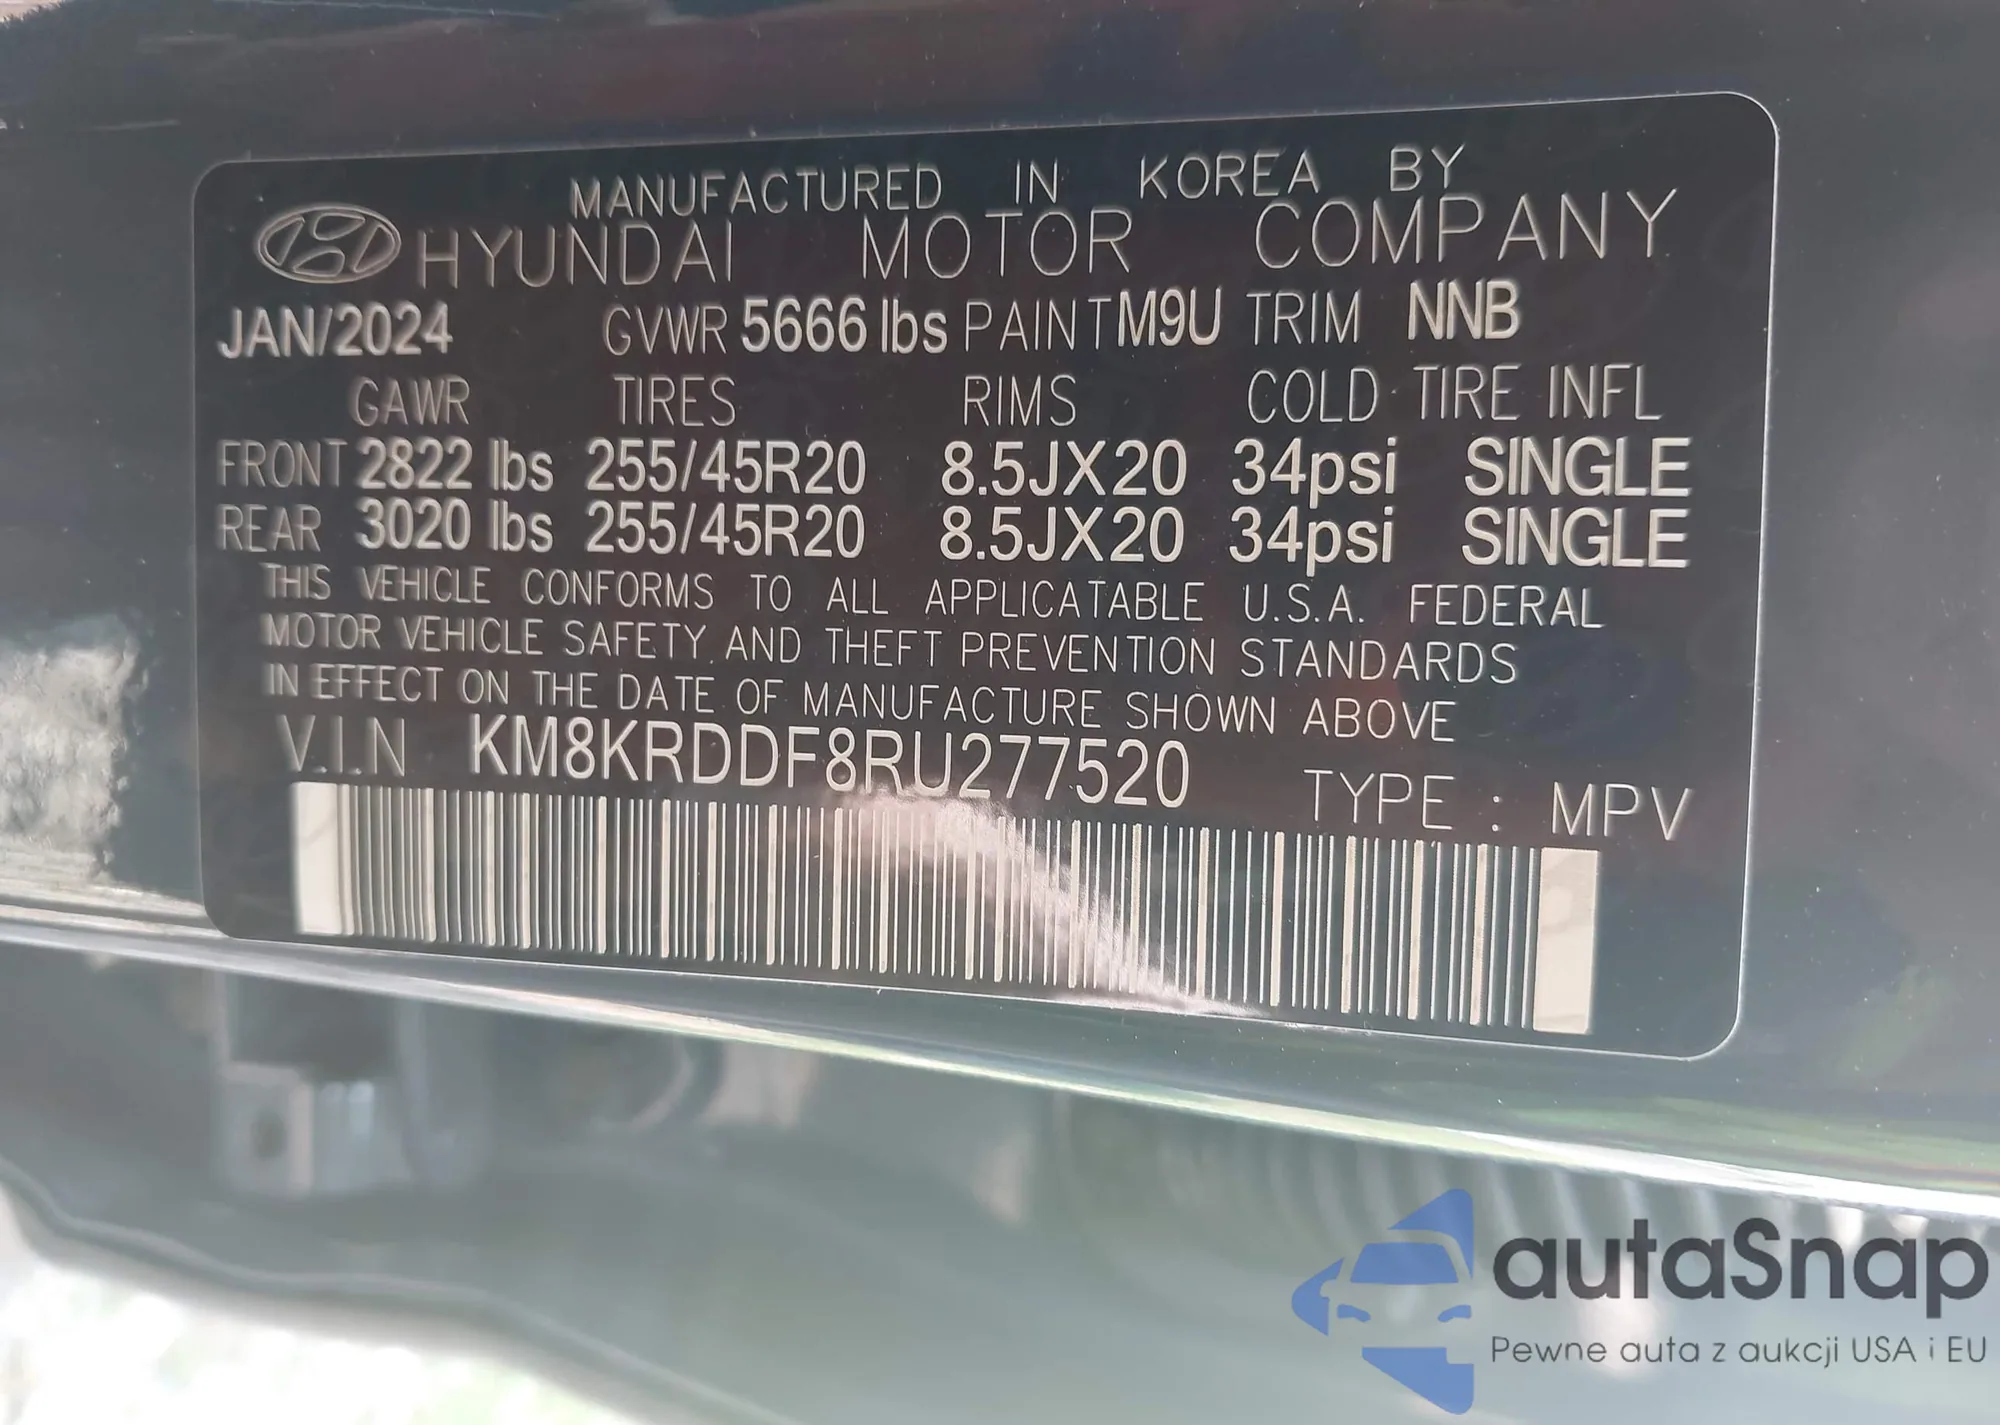 MANUFACTURED IN KOREA BY
HYUNDAI MOTOR COMPANY
JAN/2024 GVWR 5666 lbs PAINT M9U TRIM NNB
GAWR TIRES RIMS COLD TIRE INFL
FRONT 2822 lbs 255/45R20 8.5JX20 34psi SINGLE
REAR 3020 lbs 255/45R20 8.5JX20 34psi SINGLE
THIS VEHICLE CONFORMS TO ALL APPLICATABLE U.S.A. FEDERAL
MOTOR VEHICLE SAFETY AND THEFT PREVENTION STANDARDS
IN EFFECT ON THE DATE OF MANUFACTURE SHOWN ABOVE
V.I.N KM8KRDDF8RU277520
TYPE : MPV
autaSnap
Pewne auta z aukcji USA i EU